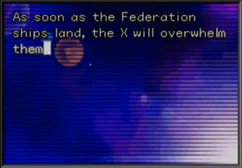 As soon as the Federation
ships land, the X will overwhelm
them